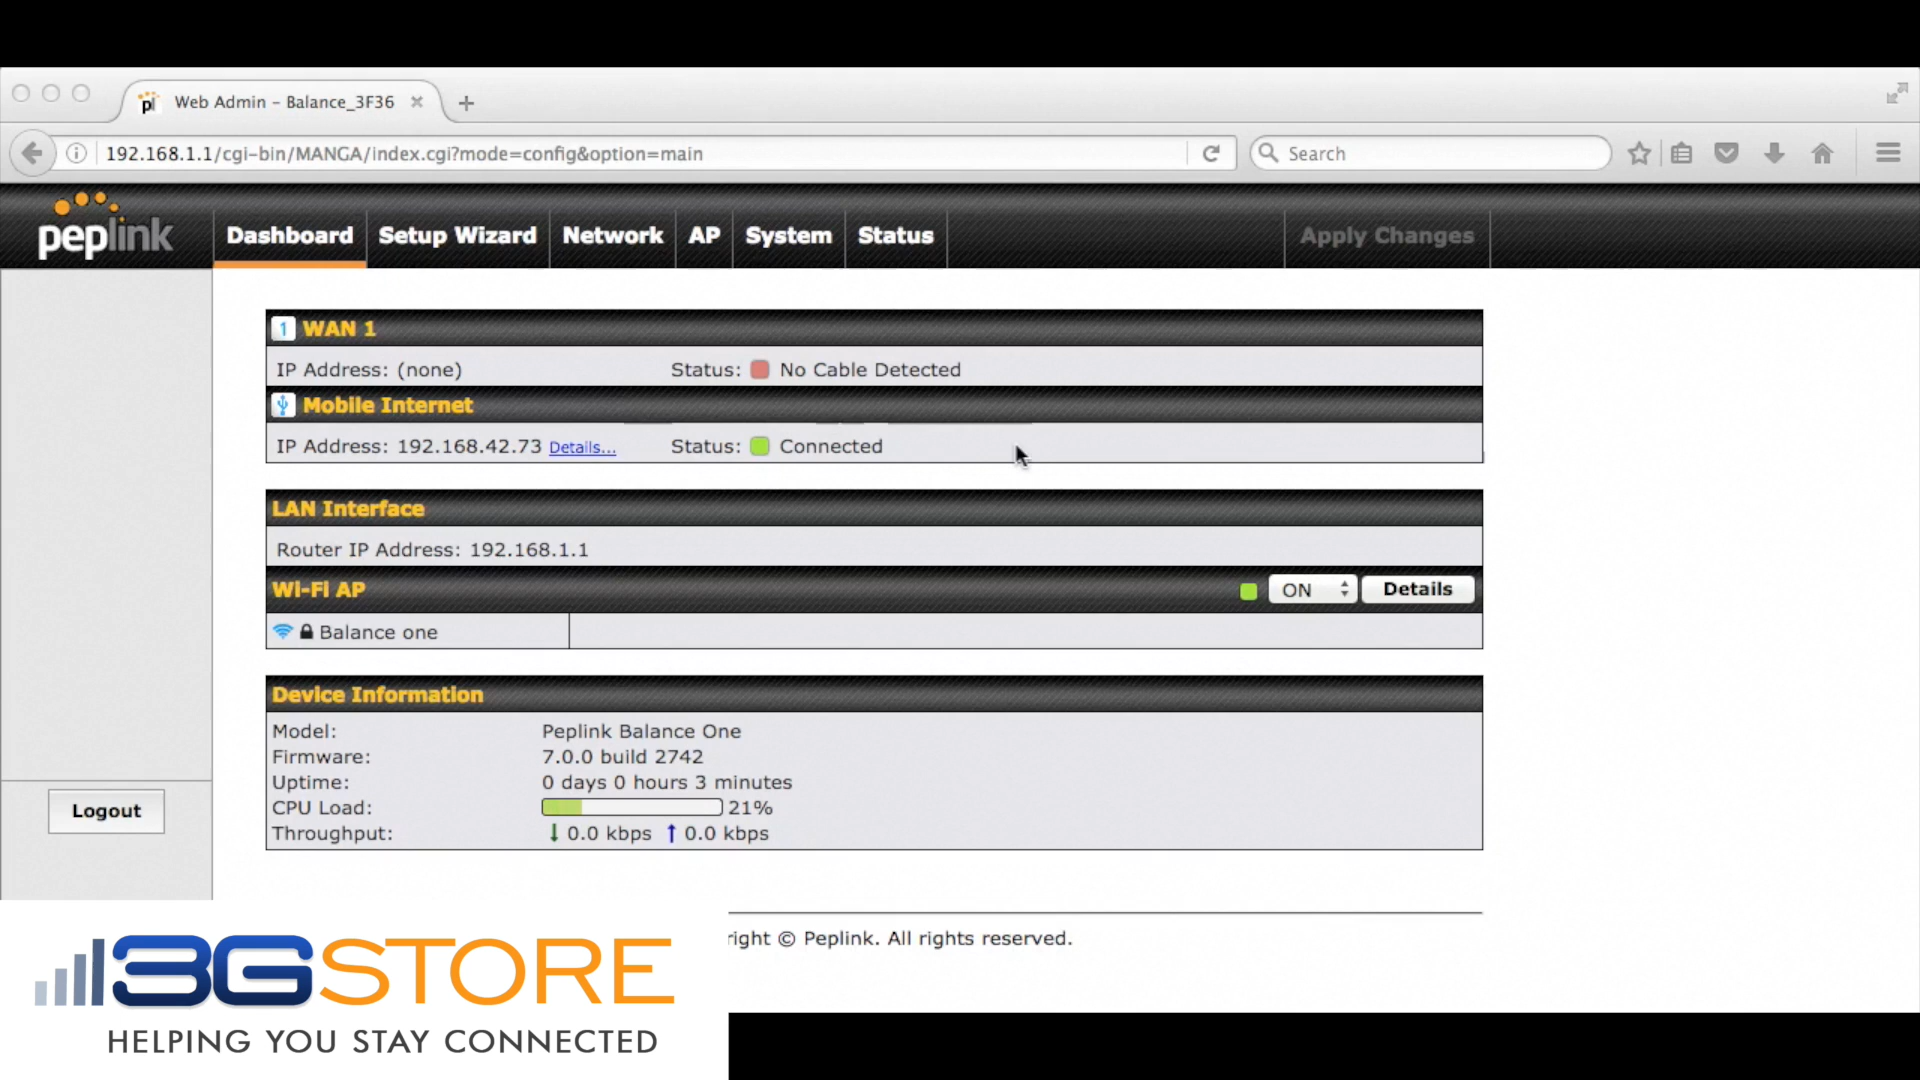 Web Admin - Balance_3F36
192.168.1.1/cgi-bin/MANGA/index.cgi?mode=config&option=main
Search
peplink
Dashboard
Setup Wizard
Network
AP
System
Status
Apply Changes
1 WAN 1
IP Address: (none)
Status: No Cable Detected
Mobile Internet
IP Address: 192.168.42.73 Details...
Status: Connected
LAN Interface
Router IP Address: 192.168.1.1
Wi-Fi AP
ON
Details
Balance one
Device Information
Model: Peplink Balance One
Firmware: 7.0.0 build 2742
Uptime: 0 days 0 hours 3 minutes
CPU Load: 21%
Throughput: ↓ 0.0 kbps ↑ 0.0 kbps
Logout
right © Peplink. All rights reserved.
3GSTORE
HELPING YOU STAY CONNECTED